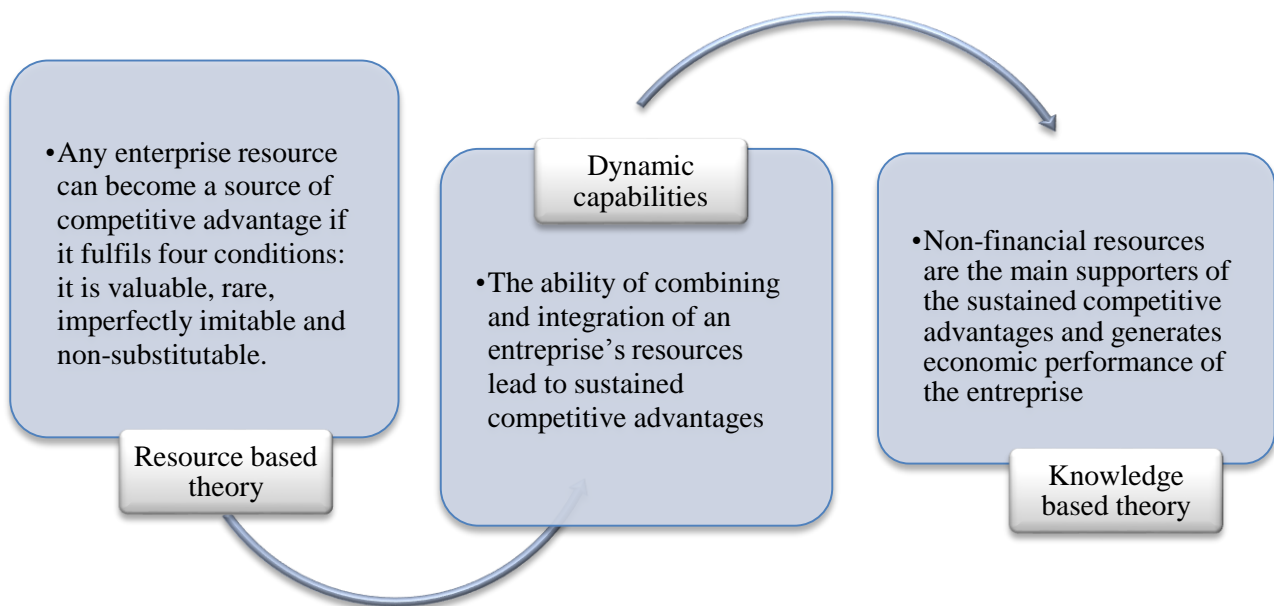 •Any enterprise resource
can become a source of
competitive advantage if
it fulfils four conditions:
it is valuable, rare,
imperfectly imitable and
non-substitutable.
Resource based
theory
Dynamic
capabilities
•The ability of combining
and integration of an
entreprise’s resources
lead to sustained
competitive advantages
•Non-financial resources
are the main supporters of
the sustained competitive
advantages and generates
economic performance of
the entreprise
Knowledge
based theory